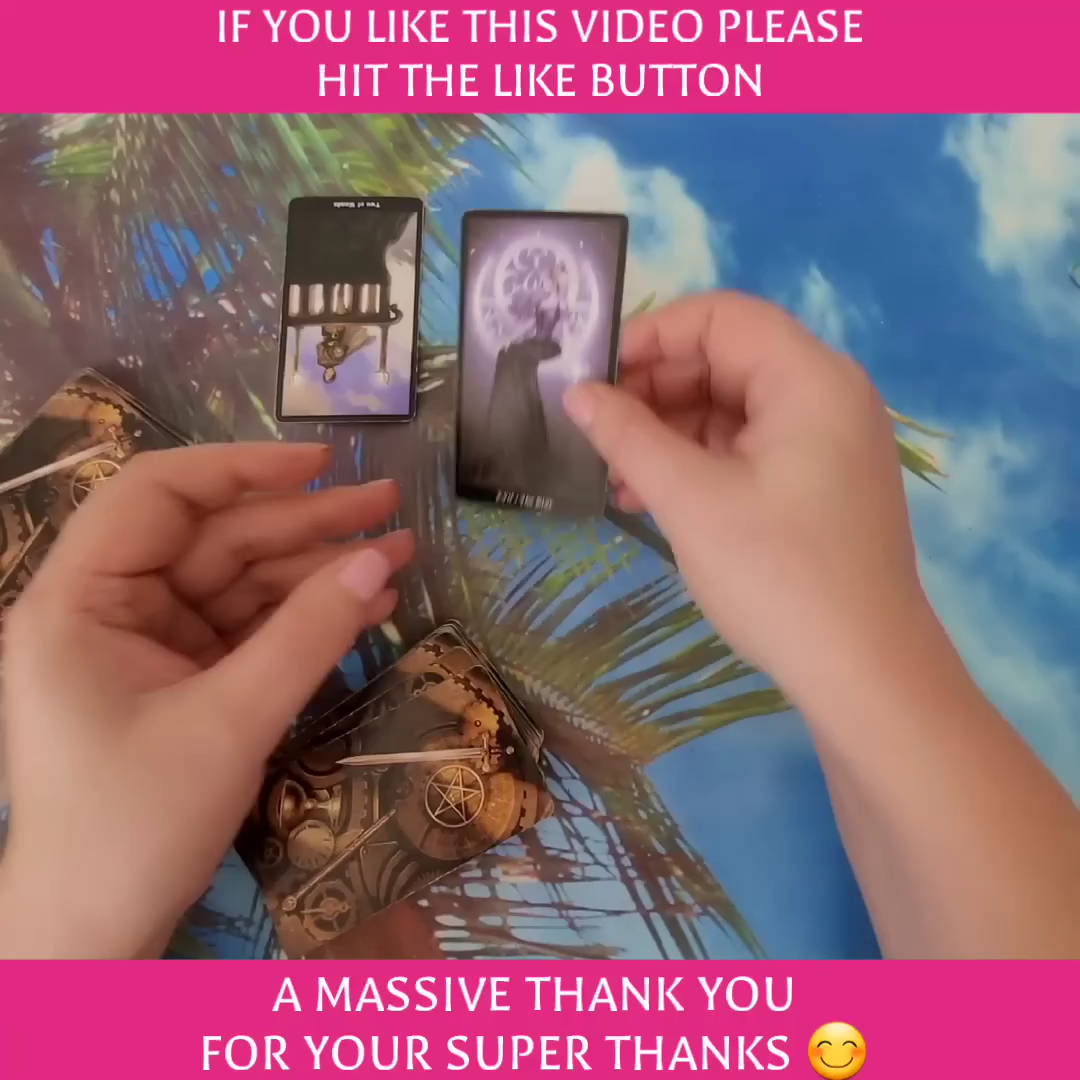 IF YOU LIKE THIS VIDEO PLEASE
HIT THE LIKE BUTTON
Two of Wands
A MASSIVE THANK YOU
FOR YOUR SUPER THANKS 😊